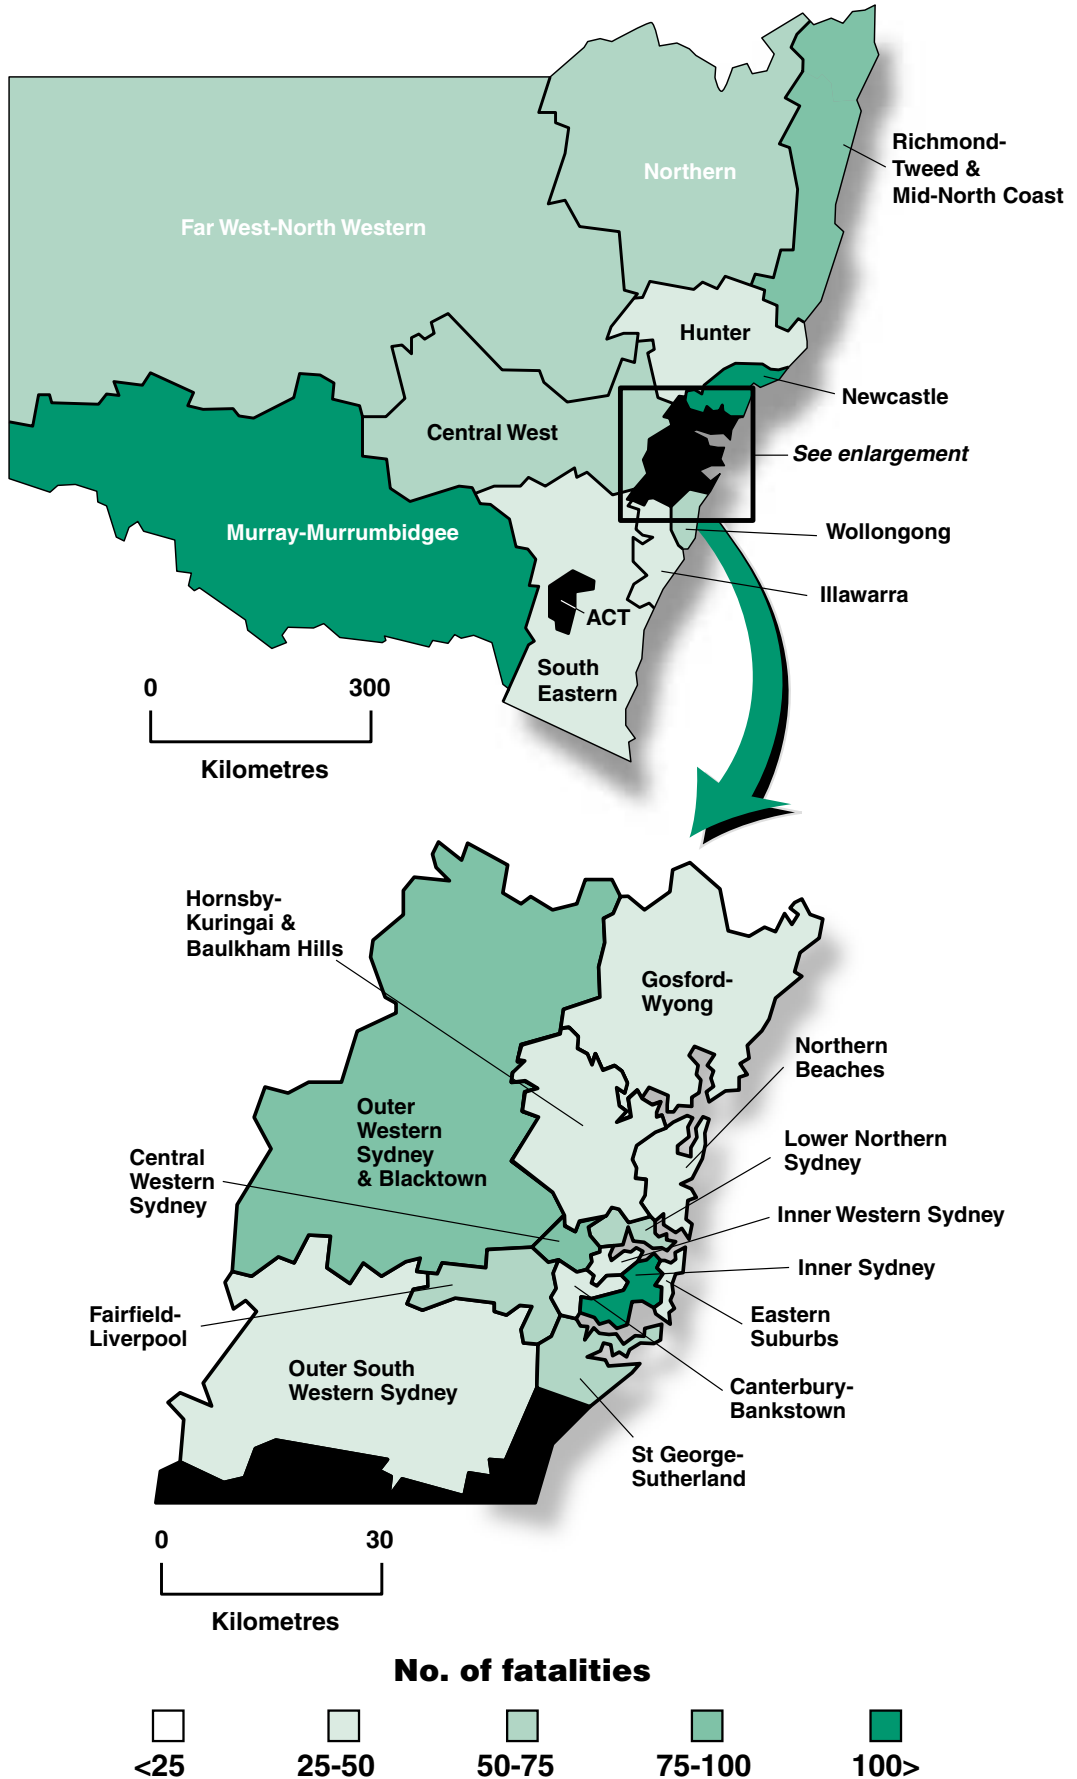 Richmond-
Tweed &
Mid-North Coast
Northern
Far West-North Western
Hunter
Newcastle
Central West
See enlargement
Murray-Murrumbidgee
Wollongong
Illawarra
ACT
South
Eastern
0 300
Kilometres
Hornsby-
Kuringai &
Baulkham Hills
Gosford-
Wyong
Northern
Beaches
Outer
Western
Sydney
& Blacktown
Lower Northern
Sydney
Central
Western
Sydney
Inner Western Sydney
Inner Sydney
Fairfield-
Liverpool
Eastern
Suburbs
Outer South
Western Sydney
Canterbury-
Bankstown
St George-
Sutherland
0 30
Kilometres
No. of fatalities
<25 25-50 50-75 75-100 100>